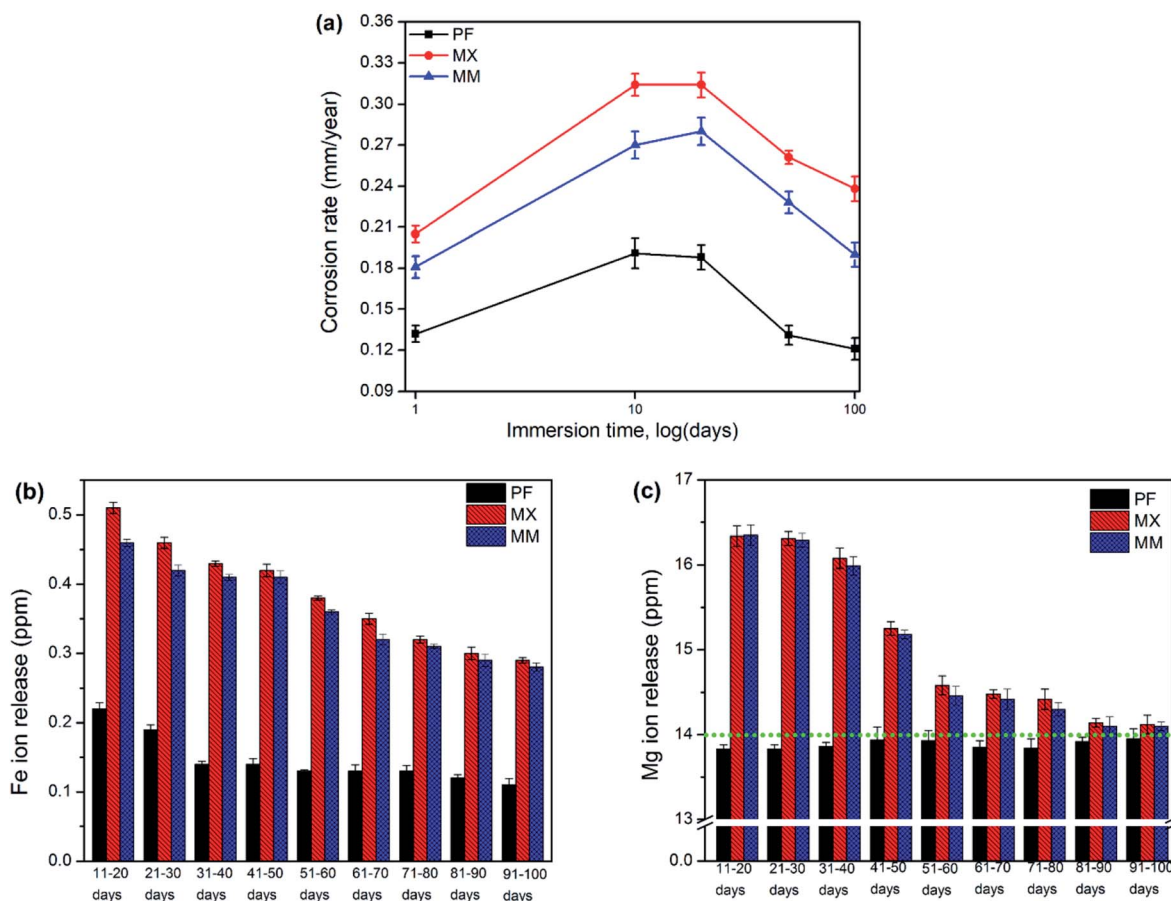 (a)
PF
MX
MM
0.36
0.33
0.30
0.27
0.24
0.21
0.18
0.15
0.12
0.09
Corrosion rate (mm/year)
1 10 100
Immersion time, log(days)
(b)
PF
MX
MM
0.5
0.4
0.3
0.2
0.1
0.0
Fe ion release (ppm)
11-20 21-30 31-40 41-50 51-60 61-70 71-80 81-90 91-100
days days days days days days days days days
(c)
PF
MX
MM
17
16
15
14
13
0.0
Mg ion release (ppm)
11-20 21-30 31-40 41-50 51-60 61-70 71-80 81-90 91-100
days days days days days days days days days